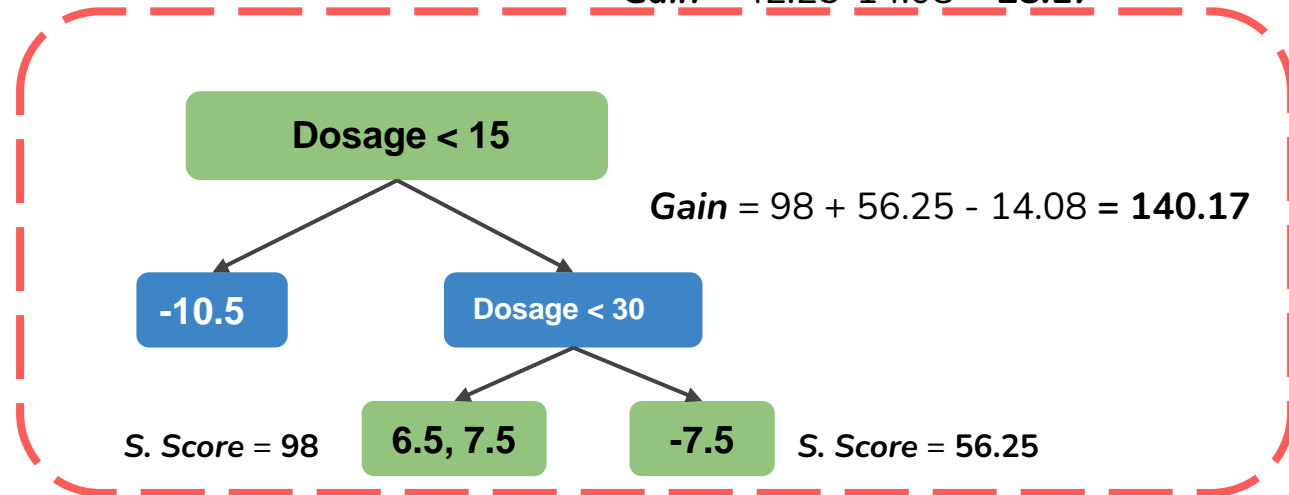 Dosage < 15
Gain = 98 + 56.25 - 14.08 = 140.17
-10.5
Dosage < 30
S. Score = 98
6.5, 7.5
-7.5
S. Score = 56.25